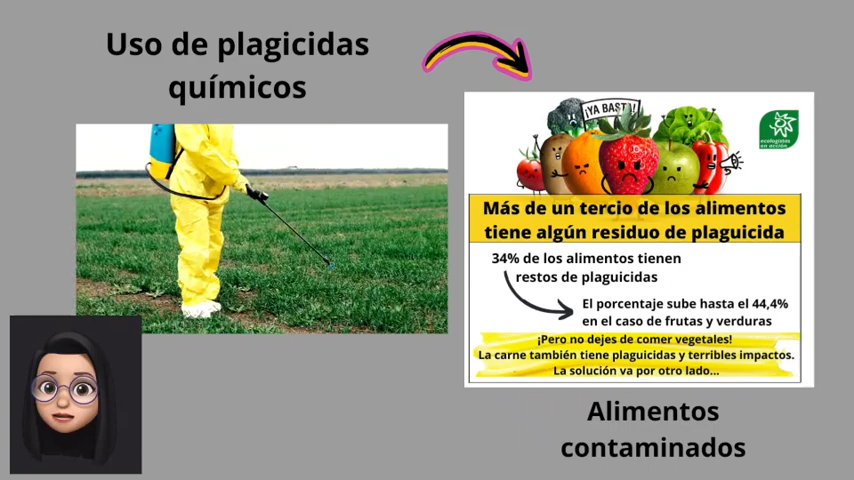 Uso de plagicidas
químicos
¡YA BASTA!
ecologistas
en acción
Más de un tercio de los alimentos
tiene algún residuo de plaguicida
34% de los alimentos tienen
restos de plaguicidas
El porcentaje sube hasta el 44,4%
en el caso de frutas y verduras
¡Pero no dejes de comer vegetales!
La carne también tiene plaguicidas y terribles impactos.
La solución va por otro lado...
Alimentos
contaminados